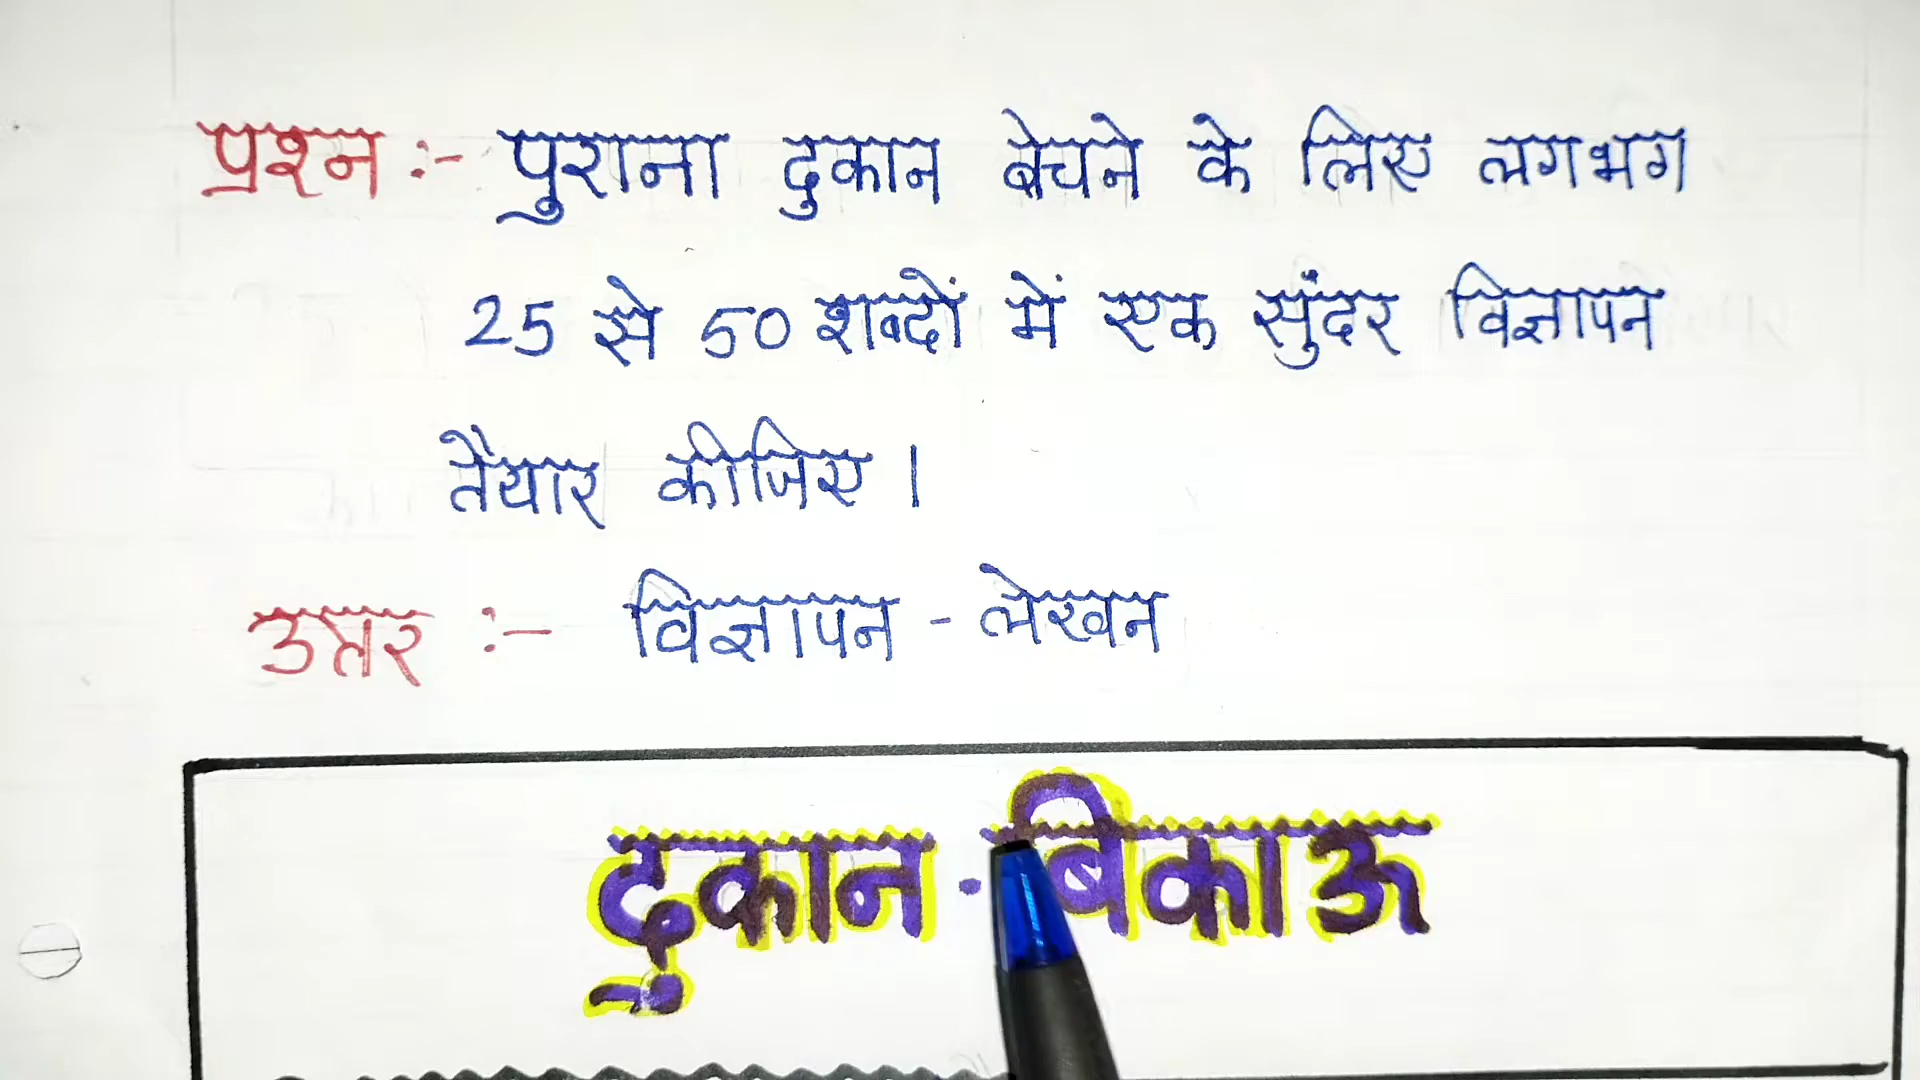 प्रश्न :- पुराना दुकान बेचने के लिए लगभग
25 से 50 शब्दों में एक सुंदर विज्ञापन
तैयार कीजिए ।
उत्तर :- विज्ञापन - लेखन
दुकान - बिकाऊ